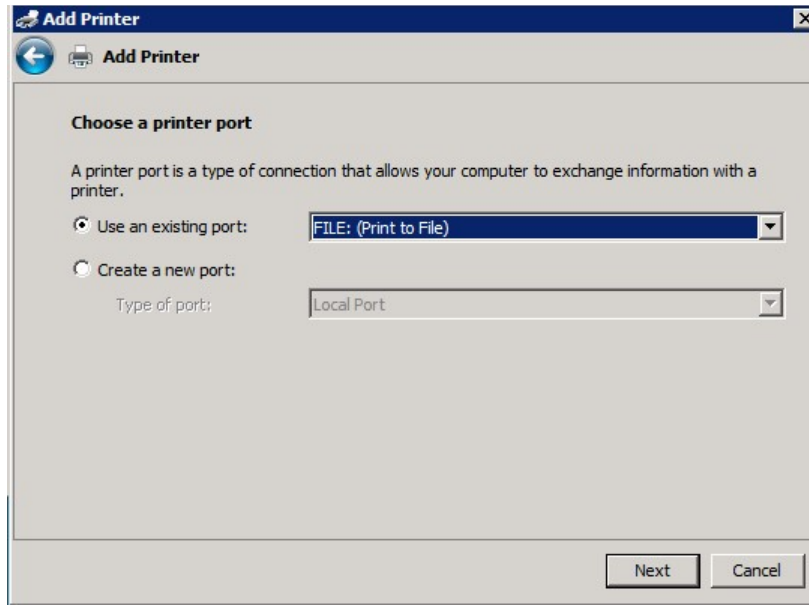 Add Printer
Add Printer
Choose a printer port
A printer port is a type of connection that allows your computer to exchange information with a
printer.
Use an existing port: FILE: (Print to File)
Create a new port:
Type of port: Local Port
Next Cancel